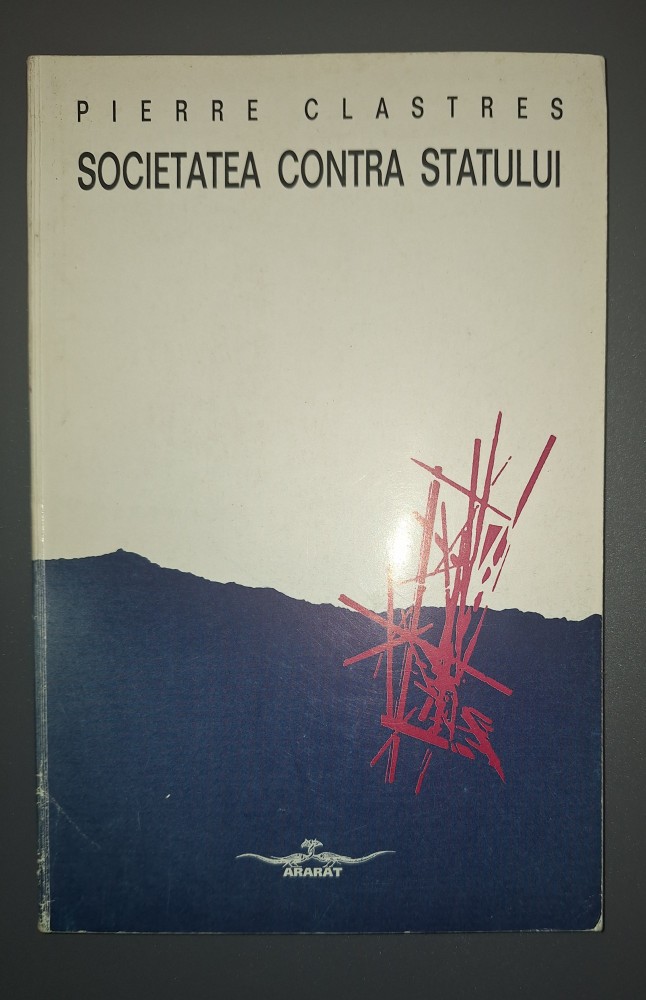 PIERRE CLASTRES
SOCIETATEA CONTRA STATULUI
ARARAT